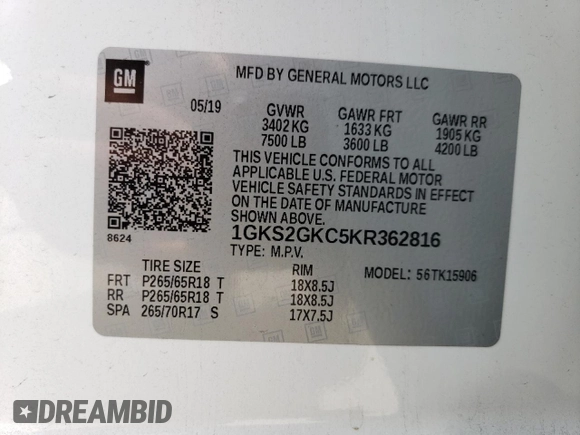 GM
MFD BY GENERAL MOTORS LLC
05/19 GVWR GAWR FRT GAWR RR
3402 KG 1633 KG 1905 KG
7500 LB 3600 LB 4200 LB
THIS VEHICLE CONFORMS TO ALL
APPLICABLE U.S. FEDERAL MOTOR
VEHICLE SAFETY STANDARDS IN EFFECT
ON THE DATE OF MANUFACTURE
SHOWN ABOVE.
8624 1GKS2GKC5KR362816
TYPE: M.P.V.
TIRE SIZE RIM MODEL: 56TK15906
FRT P265/65R18 T 18X8.5J
RR P265/65R18 T 18X8.5J
SPA 265/70R17 S 17X7.5J
DREAMBID